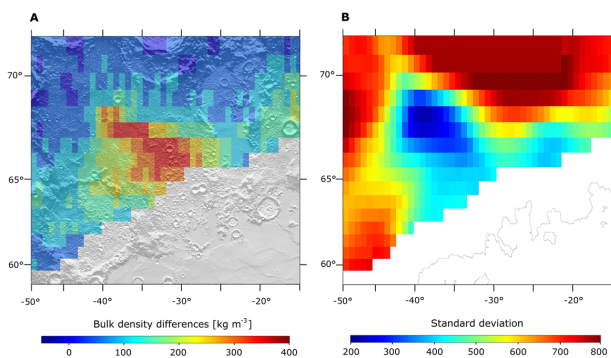 A
B
70°
65°
60°
-50° -40° -30° -20°
70°
65°
60°
-50° -40° -30° -20°
Bulk density differences [kg m⁻³]
0 100 200 300 400
Standard deviation
200 300 400 500 600 700 800